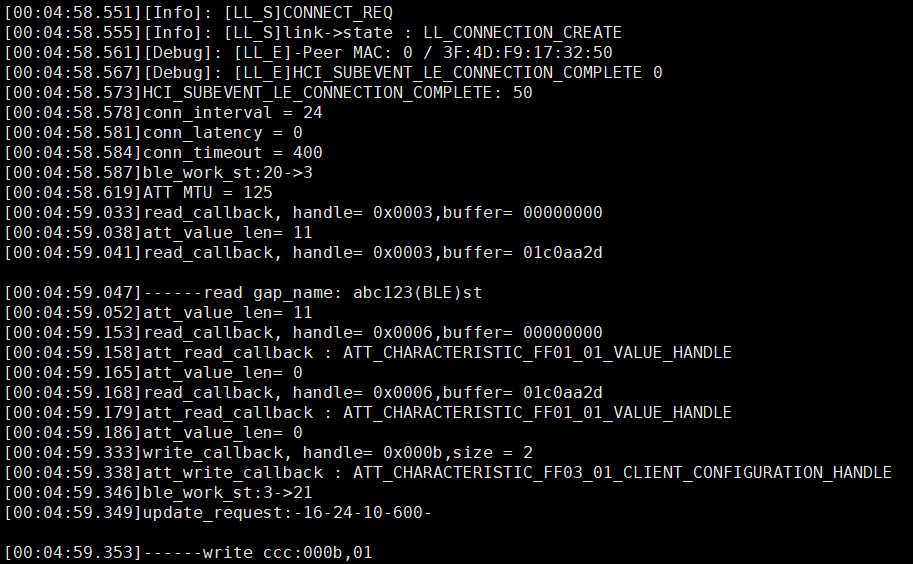 [00:04:58.551][Info]: [LL_S]CONNECT_REQ
[00:04:58.555][Info]: [LL_S]link->state : LL_CONNECTION_CREATE
[00:04:58.561][Debug]: [LL_E]-Peer MAC: 0 / 3F:4D:F9:17:32:50
[00:04:58.567][Debug]: [LL_E]HCI_SUBEVENT_LE_CONNECTION_COMPLETE 0
[00:04:58.573]HCI_SUBEVENT_LE_CONNECTION_COMPLETE: 50
[00:04:58.578]conn_interval = 24
[00:04:58.581]conn_latency = 0
[00:04:58.584]conn_timeout = 400
[00:04:58.587]ble_work_st:20->3
[00:04:58.619]ATT MTU = 125
[00:04:59.033]read_callback, handle= 0x0003,buffer= 00000000
[00:04:59.038]att_value_len= 11
[00:04:59.041]read_callback, handle= 0x0003,buffer= 01c0aa2d
[00:04:59.047]------read gap_name: abc123(BLE)st
[00:04:59.052]att_value_len= 11
[00:04:59.153]read_callback, handle= 0x0006,buffer= 00000000
[00:04:59.158]att_read_callback : ATT_CHARACTERISTIC_FF01_01_VALUE_HANDLE
[00:04:59.165]att_value_len= 0
[00:04:59.168]read_callback, handle= 0x0006,buffer= 01c0aa2d
[00:04:59.179]att_read_callback : ATT_CHARACTERISTIC_FF01_01_VALUE_HANDLE
[00:04:59.186]att_value_len= 0
[00:04:59.333]write_callback, handle= 0x000b,size = 2
[00:04:59.338]att_write_callback : ATT_CHARACTERISTIC_FF03_01_CLIENT_CONFIGURATION_HANDLE
[00:04:59.346]ble_work_st:3->21
[00:04:59.349]update_request:-16-24-10-600-
[00:04:59.353]------write ccc:000b,01